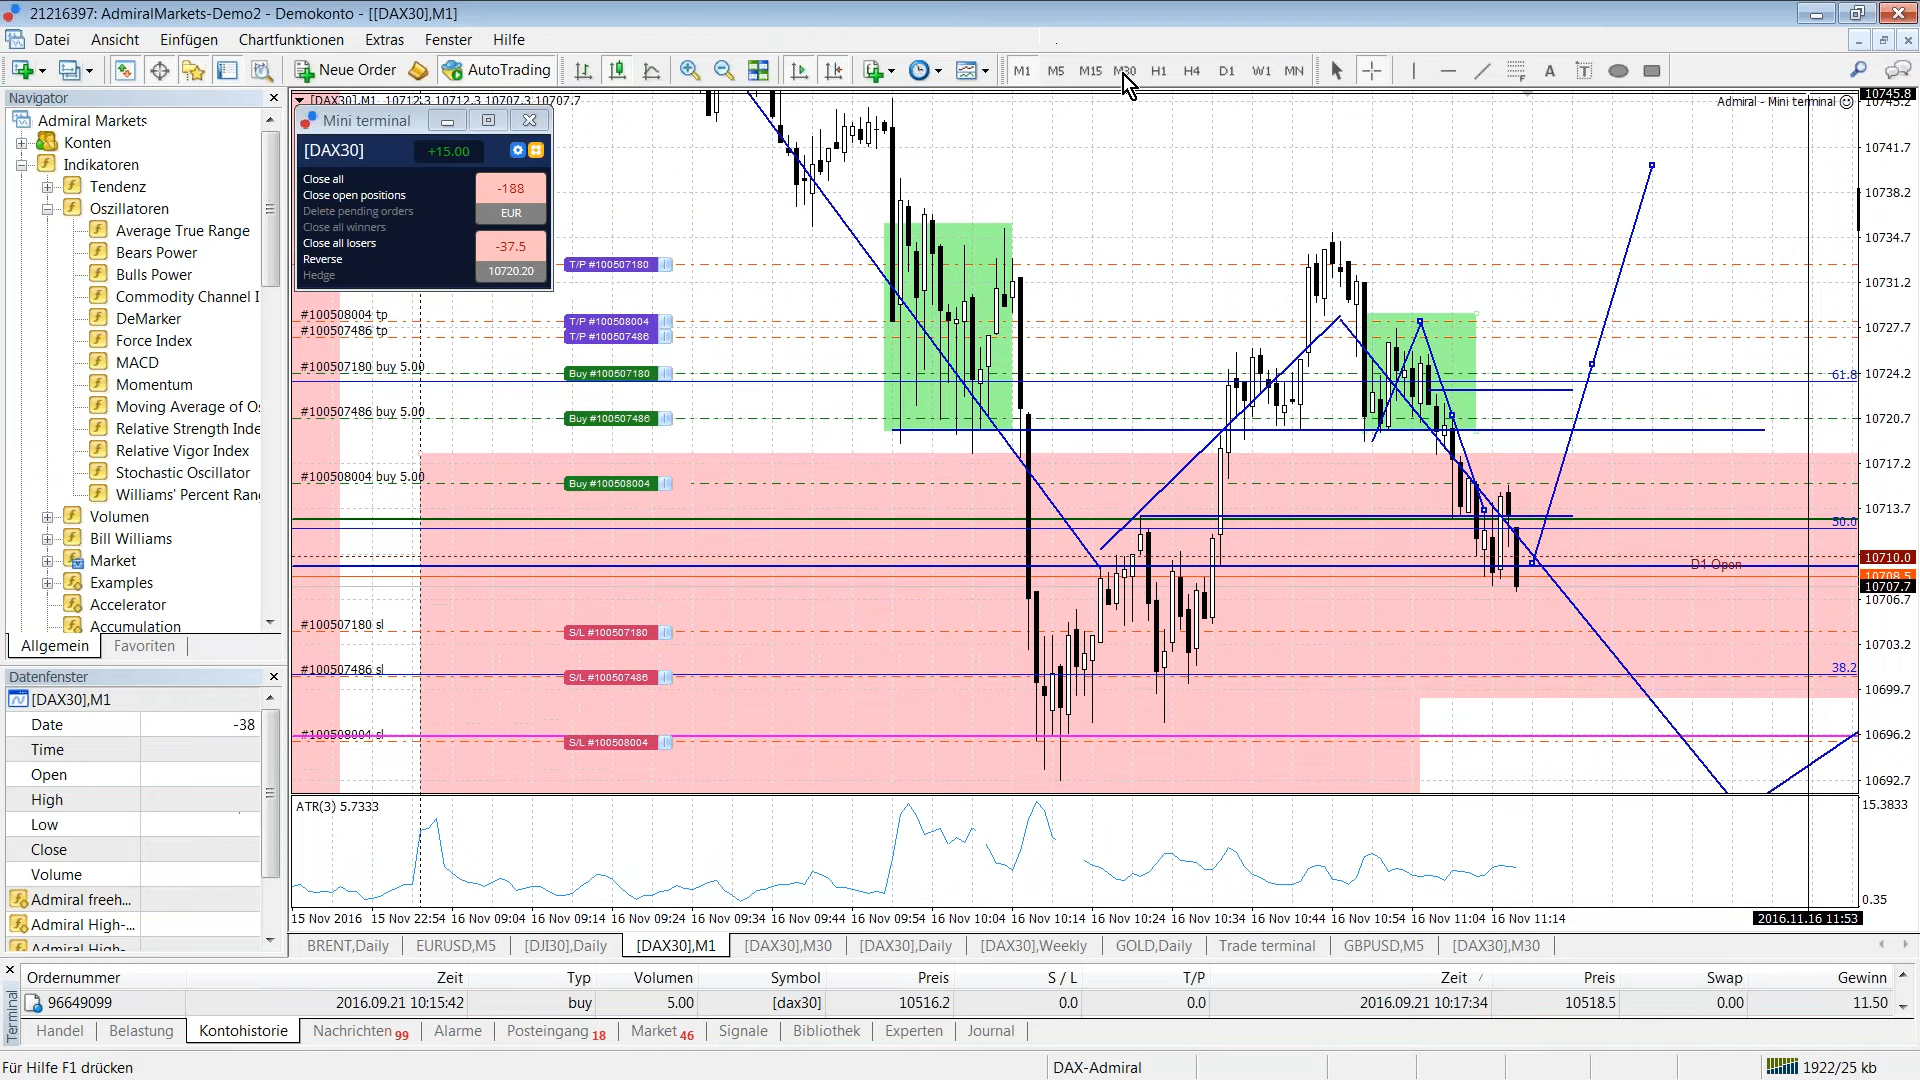 21216397: AdmiralMarkets-Demo2 - Demokonto - [[DAX30],M1]
Datei Ansicht Einfügen Chartfunktionen Extras Fenster Hilfe
Neue Order AutoTrading M1 M5 M15 M30 H1 H4 D1 W1 MN A T
Navigator
Admiral Markets
Konten
Indikatoren
Tendenz
Oszillatoren
Average True Range
Bears Power
Bulls Power
Commodity Channel I
DeMarker
Force Index
MACD
Momentum
Moving Average of Os
Relative Strength Inde
Relative Vigor Index
Stochastic Oscillator
Williams' Percent Ran
Volumen
Bill Williams
Market
Examples
Accelerator
Accumulation
Allgemein Favoriten
Datenfenster
[DAX30],M1
Date -38
Time
Open
High
Low
Close
Volume
Admiral freeh...
Admiral High-...
Admiral High-
[DAX30],M1 10712.3 10712.3 10707.3 10707.7
Admiral - Mini terminal
Mini terminal
[DAX30] +15.00
Close all
Close open positions
Delete pending orders
Close all winners
Close all losers
Reverse
Hedge
-188
EUR
-37.5
10720.20
T/P #100507180
#100508004 tp T/P #100508004
#100507486 tp T/P #100507486
#100507180 buy 5.00 Buy #100507180
#100507486 buy 5.00 Buy #100507486
#100508004 buy 5.00 Buy #100508004
#100507180 sl S/L #100507180
#100507486 sl S/L #100507486
#100508004 sl S/L #100508004
61.8
50.0
D1 Open
38.2
10745.8
10745.2
10741.7
10738.2
10734.7
10731.2
10727.7
10724.2
10720.7
10717.2
10713.7
10710.0
10708.5
10707.7
10706.7
10703.2
10699.7
10696.2
10692.7
ATR(3) 5.7333
15.3833
0.35
15 Nov 2016 15 Nov 22:54 16 Nov 09:04 16 Nov 09:14 16 Nov 09:24 16 Nov 09:34 16 Nov 09:44 16 Nov 09:54 16 Nov 10:04 16 Nov 10:14 16 Nov 10:24 16 Nov 10:34 16 Nov 10:44 16 Nov 10:54 16 Nov 11:04 16 Nov 11:14 2016.11.16 11:53
BRENT,Daily EURUSD,M5 [DJI30],Daily [DAX30],M1 [DAX30],M30 [DAX30],Daily [DAX30],Weekly GOLD,Daily Trade terminal GBPUSD,M5 [DAX30],M30
Terminal
Ordernummer Zeit Typ Volumen Symbol Preis S / L T/P Zeit Preis Swap Gewinn
96649099 2016.09.21 10:15:42 buy 5.00 [dax30] 10516.2 0.0 0.0 2016.09.21 10:17:34 10518.5 0.00 11.50
Handel Belastung Kontohistorie Nachrichten 99 Alarme Posteingang 18 Market 46 Signale Bibliothek Experten Journal
Für Hilfe F1 drücken DAX-Admiral 1922/25 kb